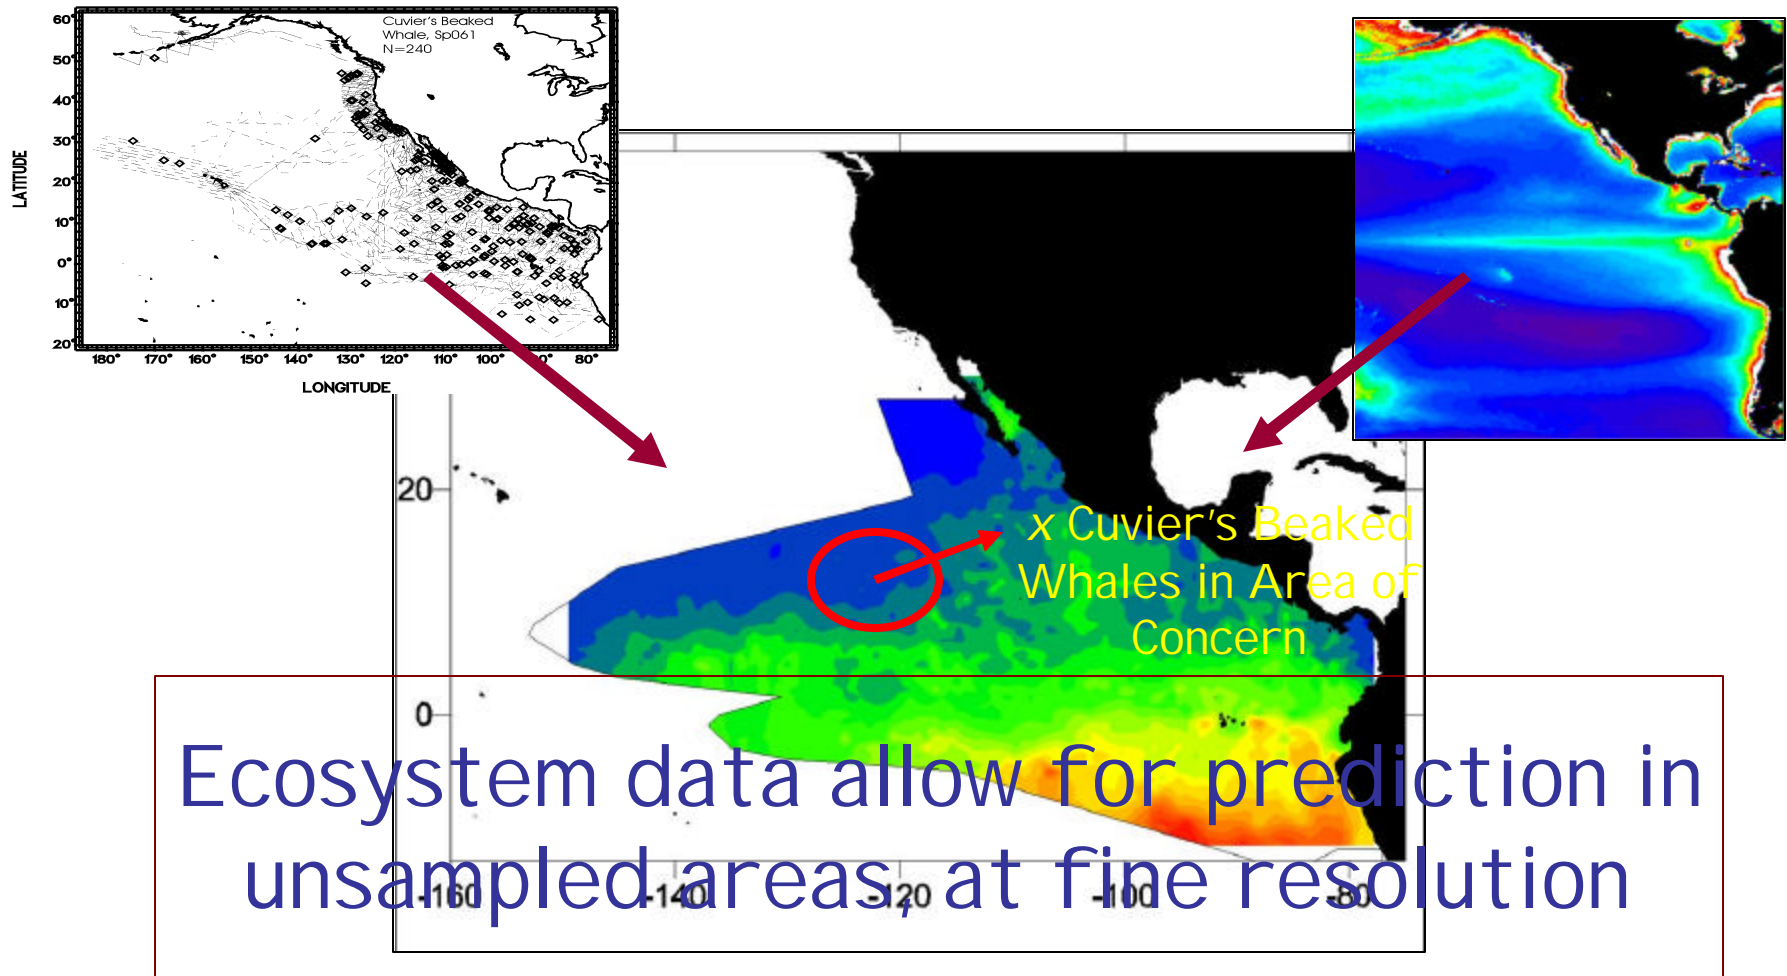 Cuvier's Beaked
Whale, Sp061
N=240
60°
50°
40°
30°
20°
10°
0°
10°
20°
LATITUDE
180° 170° 160° 150° 140° 130° 120° 110° 100° 90° 80°
LONGITUDE
20
0
-160 -140 -120 -100 -80
x Cuvier's Beaked
Whales in Area of
Concern
Ecosystem data allow for prediction in
unsampled areas, at fine resolution